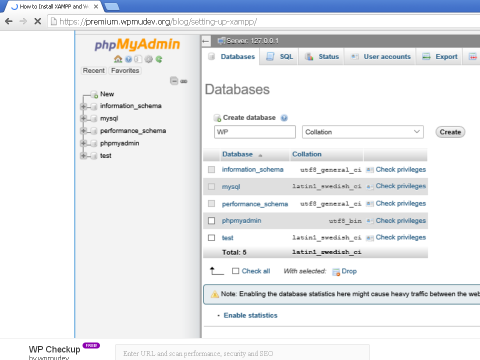 How to Install XAMPP and W
https://premium.wpmudev.org/blog/setting-up-xampp/
phpMyAdmin
Recent Favorites
New
information_schema
mysql
performance_schema
phpmyadmin
test
Server: 127.0.0.1
Databases SQL Status User accounts Export
Databases
Create database
WP Collation Create
Database Collation
information_schema utf8_general_ci Check privileges
mysql latin1_swedish_ci Check privileges
performance_schema utf8_general_ci Check privileges
phpmyadmin utf8_bin Check privileges
test latin1_swedish_ci Check privileges
Total: 5 latin1_swedish_ci
Check all With selected: Drop
Note: Enabling the database statistics here might cause heavy traffic between the web
Enable statistics
WP Checkup FREE
by wpmudev
Enter URL and scan performance, security and SEO